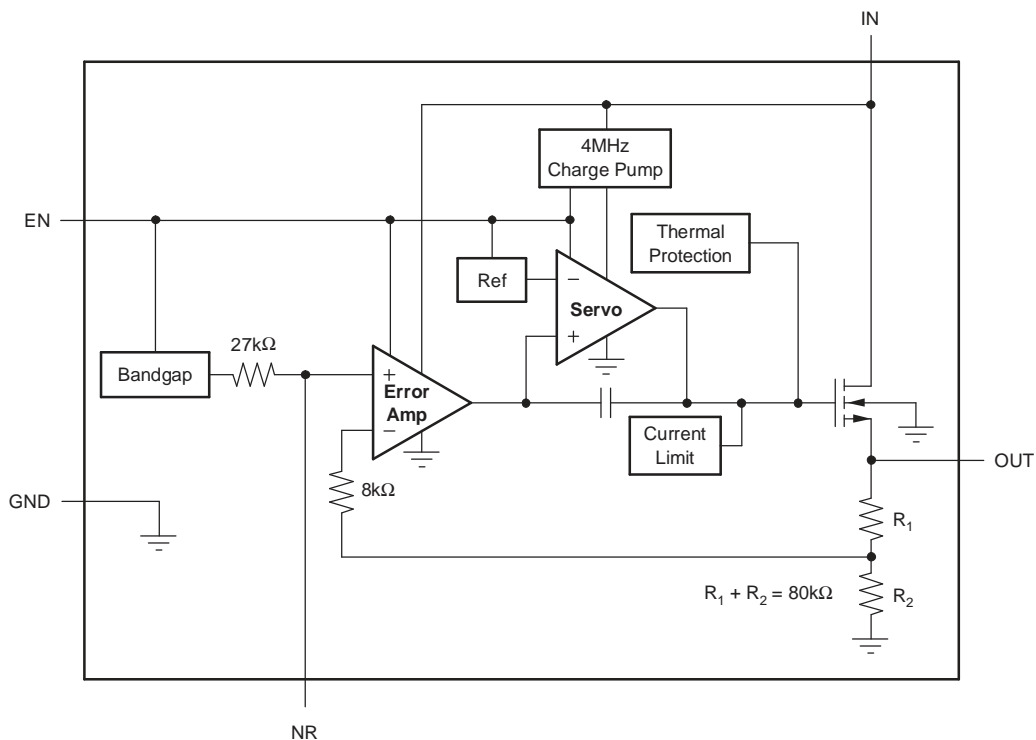 IN
4MHz
Charge Pump
EN
Thermal
Protection
Ref
−
Servo
+
27kΩ
Bandgap
+
Error
Amp
−
Current
Limit
OUT
8kΩ
GND
R1
R1 + R2 = 80kΩ
R2
NR